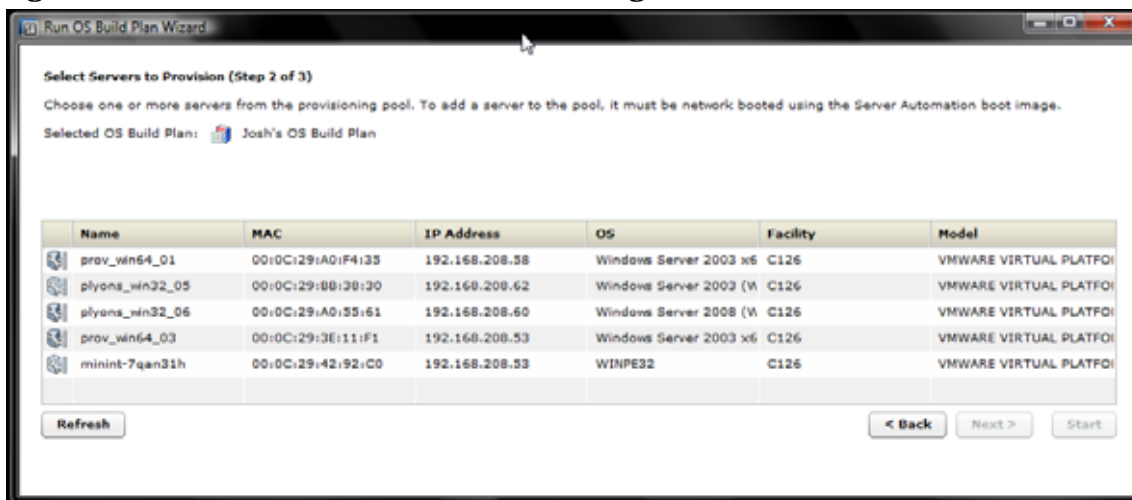 Run OS Build Plan Wizard
Select Servers to Provision (Step 2 of 3)
Choose one or more servers from the provisioning pool. To add a server to the pool, it must be network booted using the Server Automation boot image.
Selected OS Build Plan: Josh's OS Build Plan
Name MAC IP Address OS Facility Model
prov_win64_01 00:0C:29:A0:F4:35 192.168.208.58 Windows Server 2003 x6 C126 VMWARE VIRTUAL PLATFO
plyons_win32_05 00:0C:29:BB:38:30 192.168.208.62 Windows Server 2003 (W C126 VMWARE VIRTUAL PLATFO
plyons_win32_06 00:0C:29:A0:55:61 192.168.208.60 Windows Server 2008 (W C126 VMWARE VIRTUAL PLATFO
prov_win64_03 00:0C:29:3E:11:F1 192.168.208.53 Windows Server 2003 x6 C126 VMWARE VIRTUAL PLATFO
minint-7qan31h 00:0C:29:42:92:C0 192.168.208.53 WINPE32 C126 VMWARE VIRTUAL PLATFO
Refresh < Back Next > Start